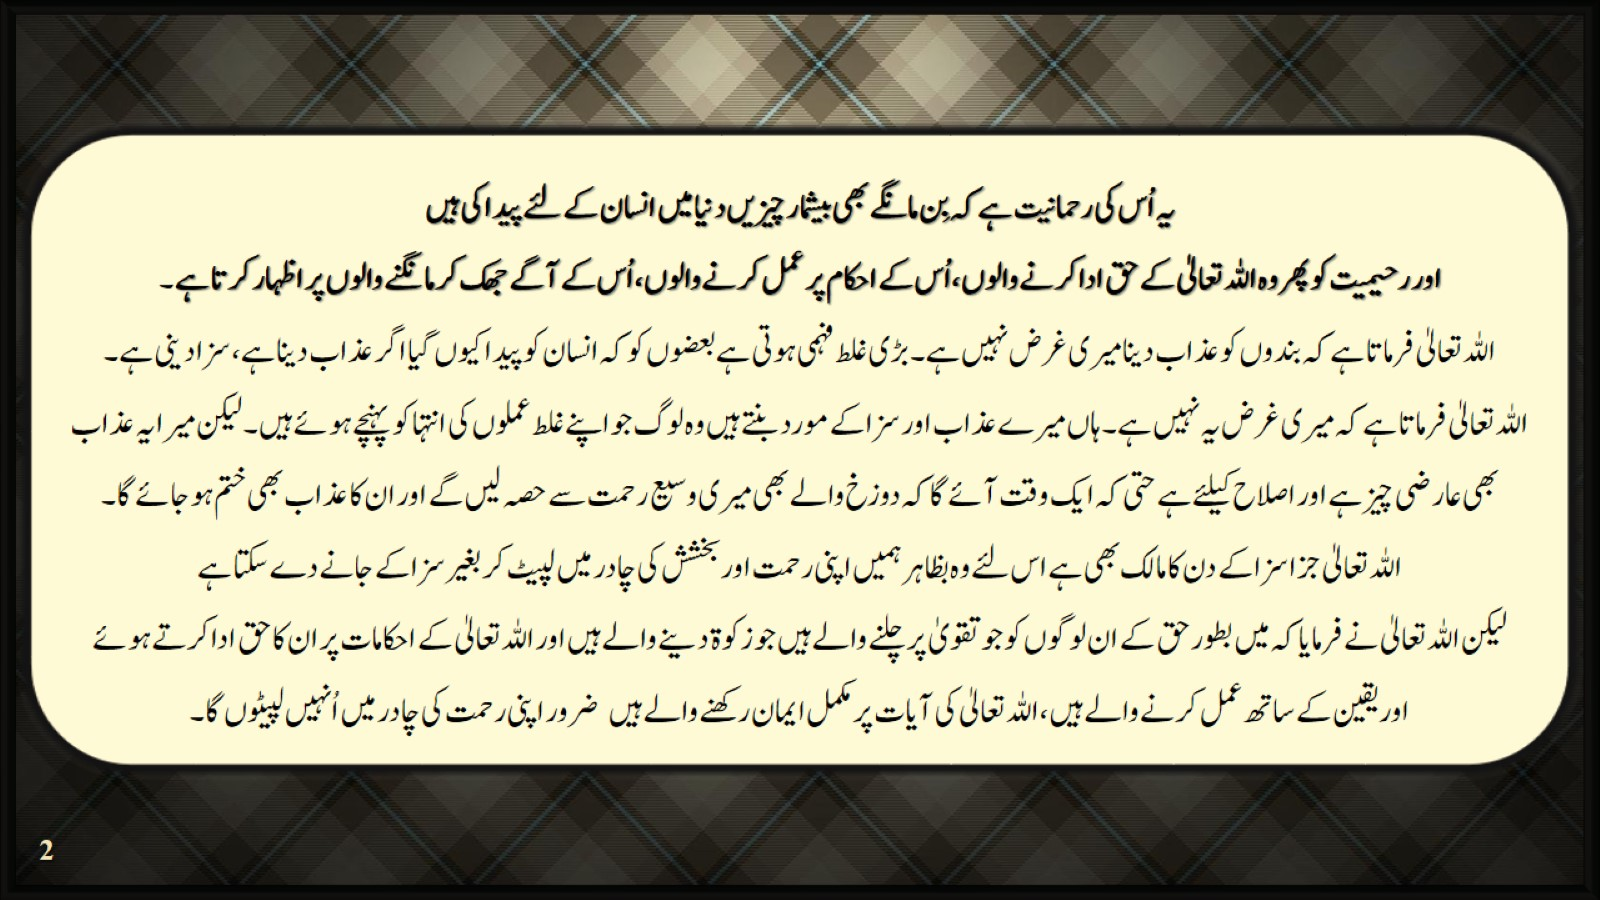 یہ اُس کی رحمانیت ہے کہ بِن مانگے بھی بیشمار چیزیں دنیا میں انسان کے لئے پیدا کی ہیں
اور رحیمیت کو پھر وہ اللہ تعالیٰ کے حق ادا کرنے والوں، اُس کے احکام پر عمل کرنے والوں، اُس کے آگے جھک کر مانگنے والوں پر اظہار کرتا ہے۔
اللہ تعالیٰ فرماتا ہے کہ بندوں کو عذاب دینا میری غرض نہیں ہے۔ بڑی غلط فہمی ہوتی ہے بعضوں کو کہ انسان کو پیدا کیوں کیا گیا اگر عذاب دینا ہے، سزا دینی ہے۔
اللہ تعالیٰ فرماتا ہے کہ میری غرض یہ نہیں ہے۔ ہاں میرے عذاب اور سزا کے مورد بنتے ہیں وہ لوگ جو اپنے غلط عملوں کی انتہا کو پہنچے ہوئے ہیں۔ لیکن میرا یہ عذاب
بھی عارضی چیز ہے اور اصلاح کیلئے ہے حتی کہ ایک وقت آئے گا کہ دوزخ والے بھی میری وسیع رحمت سے حصہ لیں گے اور ان کا عذاب بھی ختم ہو جائے گا۔
اللہ تعالیٰ جزا سزا کے دن کا مالک بھی ہے اس لئے وہ بظاہر ہمیں اپنی رحمت اور بخشش کی چادر میں لپیٹ کر بغیر سزا کے جانے دے سکتا ہے
لیکن اللہ تعالیٰ نے فرمایا کہ میں بطور حق کے ان لوگوں کو جو تقویٰ پر چلنے والے ہیں جو زکوۃ دینے والے ہیں اور اللہ تعالیٰ کے احکامات پر ان کا حق ادا کرتے ہوئے
اور یقین کے ساتھ عمل کرنے والے ہیں، اللہ تعالیٰ کی آیات پر مکمل ایمان رکھنے والے ہیں ضرور اپنی رحمت کی چادر میں اُنہیں لپیٹوں گا۔
2